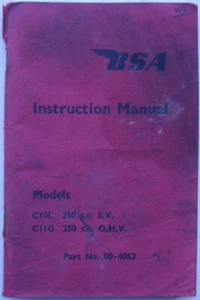 BSA
Instruction Manual
Models
C10L 250 c.c. S.V.
C11G 250 c.c. O.H.V.
Part No. 00-4053